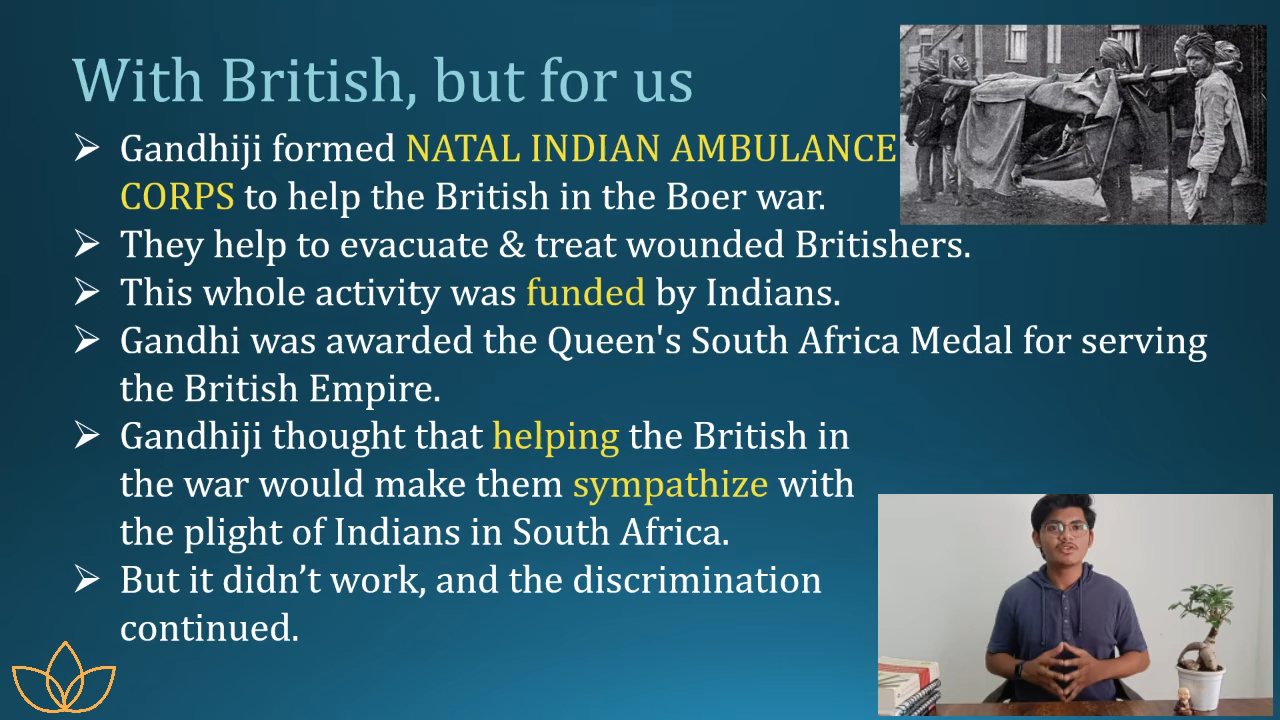 With British, but for us
➢ Gandhiji formed NATAL INDIAN AMBULANCE
CORPS to help the British in the Boer war.
➢ They help to evacuate & treat wounded Britishers.
➢ This whole activity was funded by Indians.
➢ Gandhi was awarded the Queen's South Africa Medal for serving
the British Empire.
➢ Gandhiji thought that helping the British in
the war would make them sympathize with
the plight of Indians in South Africa.
➢ But it didn’t work, and the discrimination
continued.